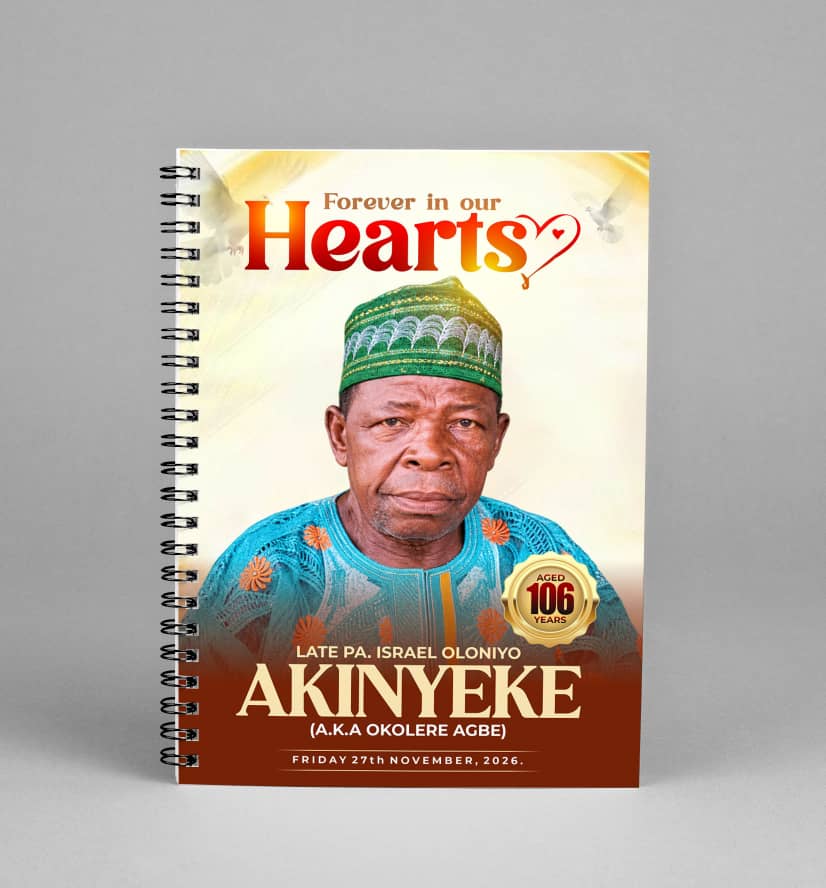 Forever in our
Hearts
AGED
106
YEARS
LATE PA. ISRAEL OLONIYO
AKINYEKE
(A.K.A OKOLERE AGBE)
FRIDAY 27th NOVEMBER, 2026.